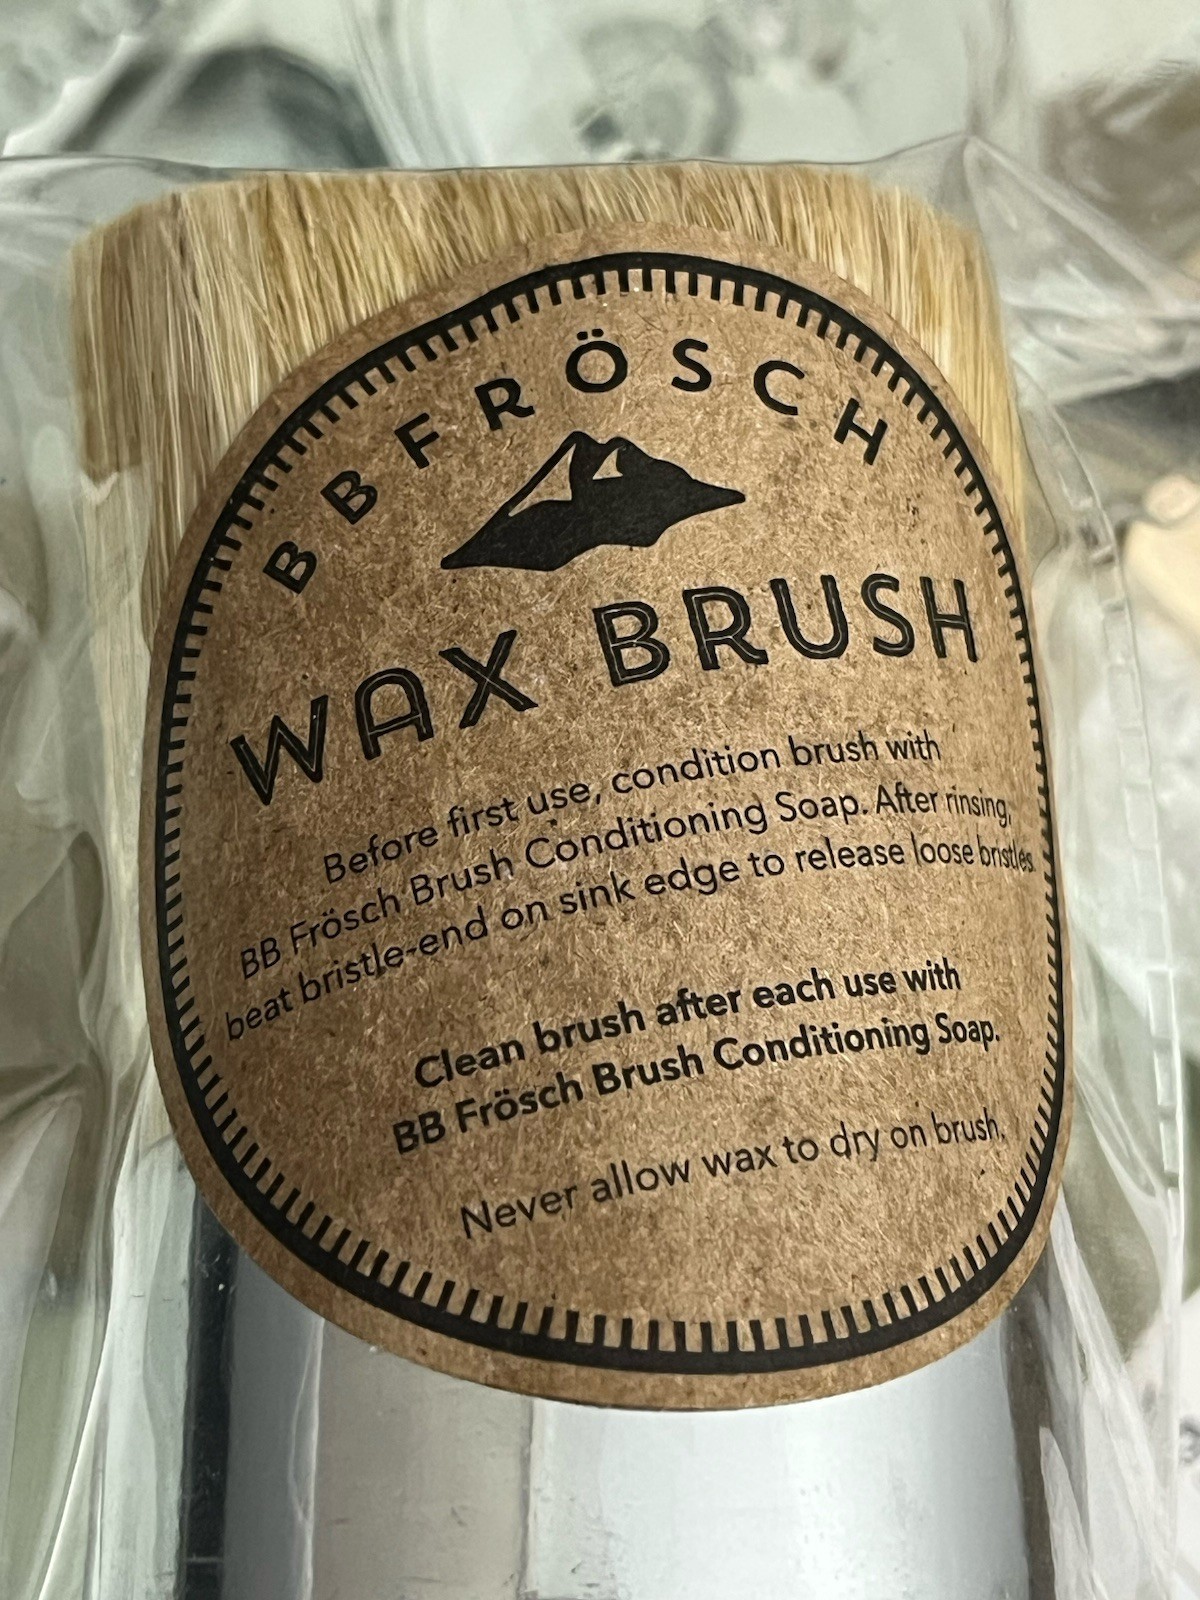 BB FRÖSCH
WAX BRUSH
Before first use, condition brush with
BB Frösch Brush Conditioning Soap. After rinsing,
beat bristle-end on sink edge to release loose bristles.
Clean brush after each use with
BB Frösch Brush Conditioning Soap.
Never allow wax to dry on brush.